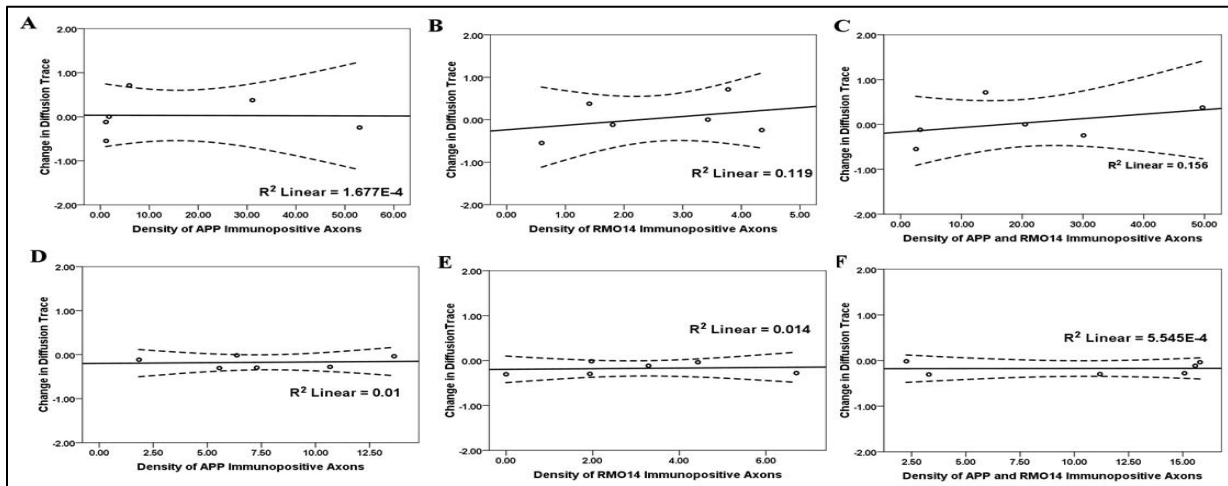 A
Change in Diffusion Trace
2.00
1.00
0.00
-1.00
-2.00
R² Linear = 1.677E-4
0.00 10.00 20.00 30.00 40.00 50.00 60.00
Density of APP Immunopositive Axons
B
Change in Diffusion Trace
2.00
1.00
0.00
-1.00
-2.00
R² Linear = 0.119
0.00 1.00 2.00 3.00 4.00 5.00
Density of RMO14 Immunopositive Axons
C
Change in Diffusion Trace
2.00
1.00
0.00
-1.00
-2.00
R² Linear = 0.156
0.00 10.00 20.00 30.00 40.00 50.00
Density of APP and RMO14 Immunopositive Axons
D
Change in Diffusion Trace
2.00
1.00
-0.00
-1.00
-2.00
R² Linear = 0.01
0.00 2.50 5.00 7.50 10.00 12.50
Density of APP Immunopositive Axons
E
Change in DiffusionTrace
2.00
1.00
-0.00
-1.00
-2.00
R² Linear = 0.014
0.00 2.00 4.00 6.00
Density of RMO14 Immunopositive Axons
F
Change in Diffusion Trace
2.00
1.00
-0.00
-1.00
-2.00
R² Linear = 5.545E-4
2.50 5.00 7.50 10.00 12.50 15.00
Density of APP and RMO14 Immunopositive Axons